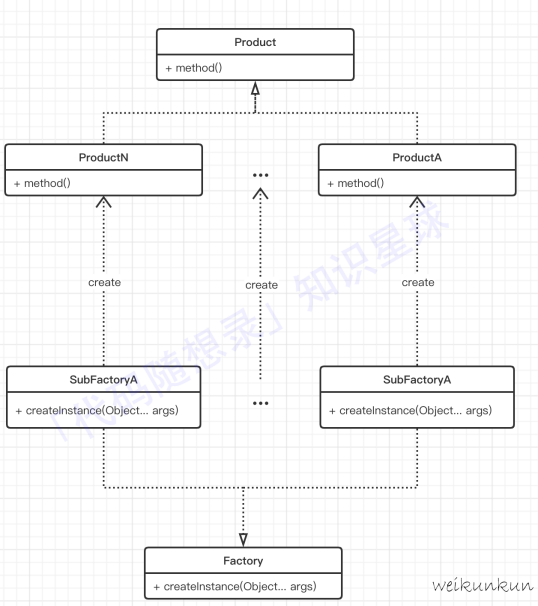 Product
+ method()
ProductN
+ method()
...
ProductA
+ method()
create
create
create
「代码随想录」知识星球
SubFactoryA
+ createInstance(Object... args)
...
SubFactoryA
+ createInstance(Object... args)
Factory
+ createInstance(Object... args)
weikunkun